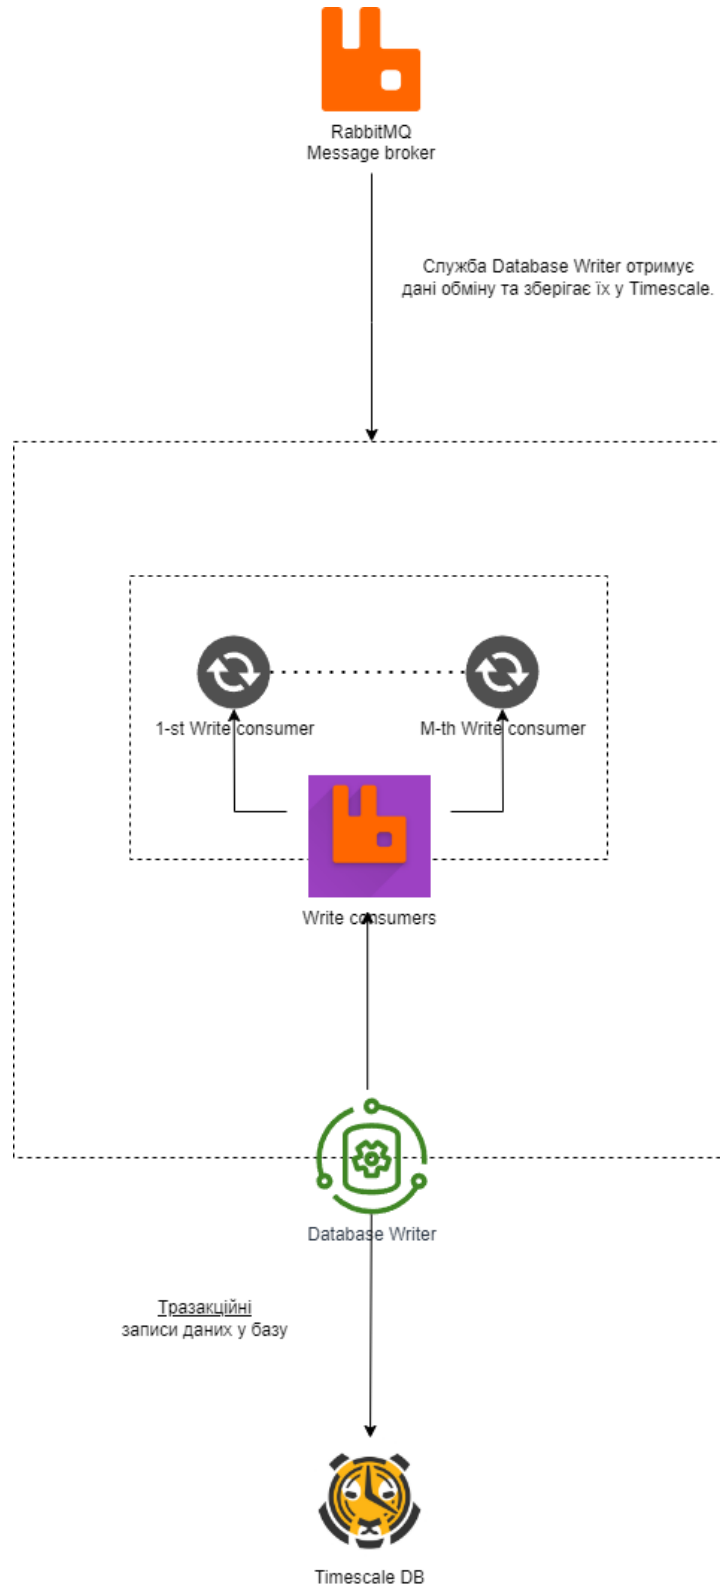 RabbitMQ
Message broker
Служба Database Writer отримує
дані обміну та зберігає їх у Timescale.
1-st Write consumer
M-th Write consumer
Write consumers
Database Writer
Тразакційні
записи даних у базу
Timescale DB